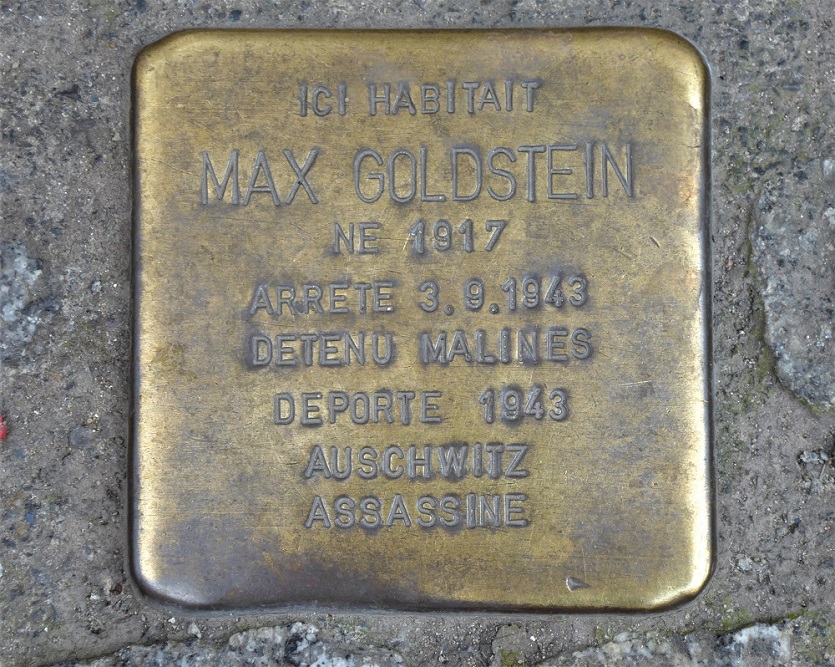 ICI HABITAIT
MAX GOLDSTEIN
NE 1917
ARRETE 3.9.1943
DETENU MALINES
DEPORTE 1943
AUSCHWITZ
ASSASSINE